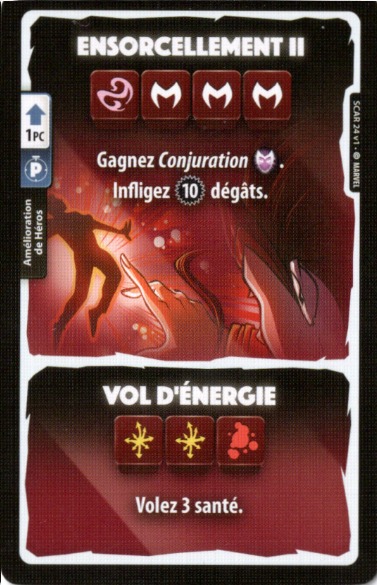 ENSORCELLEMENT II
1PC
P
Amélioration
de Héros
SCAR 24 v1 • © MARVEL
Gagnez Conjuration .
Infligez 10 dégâts.
VOL D'ÉNERGIE
Volez 3 santé.